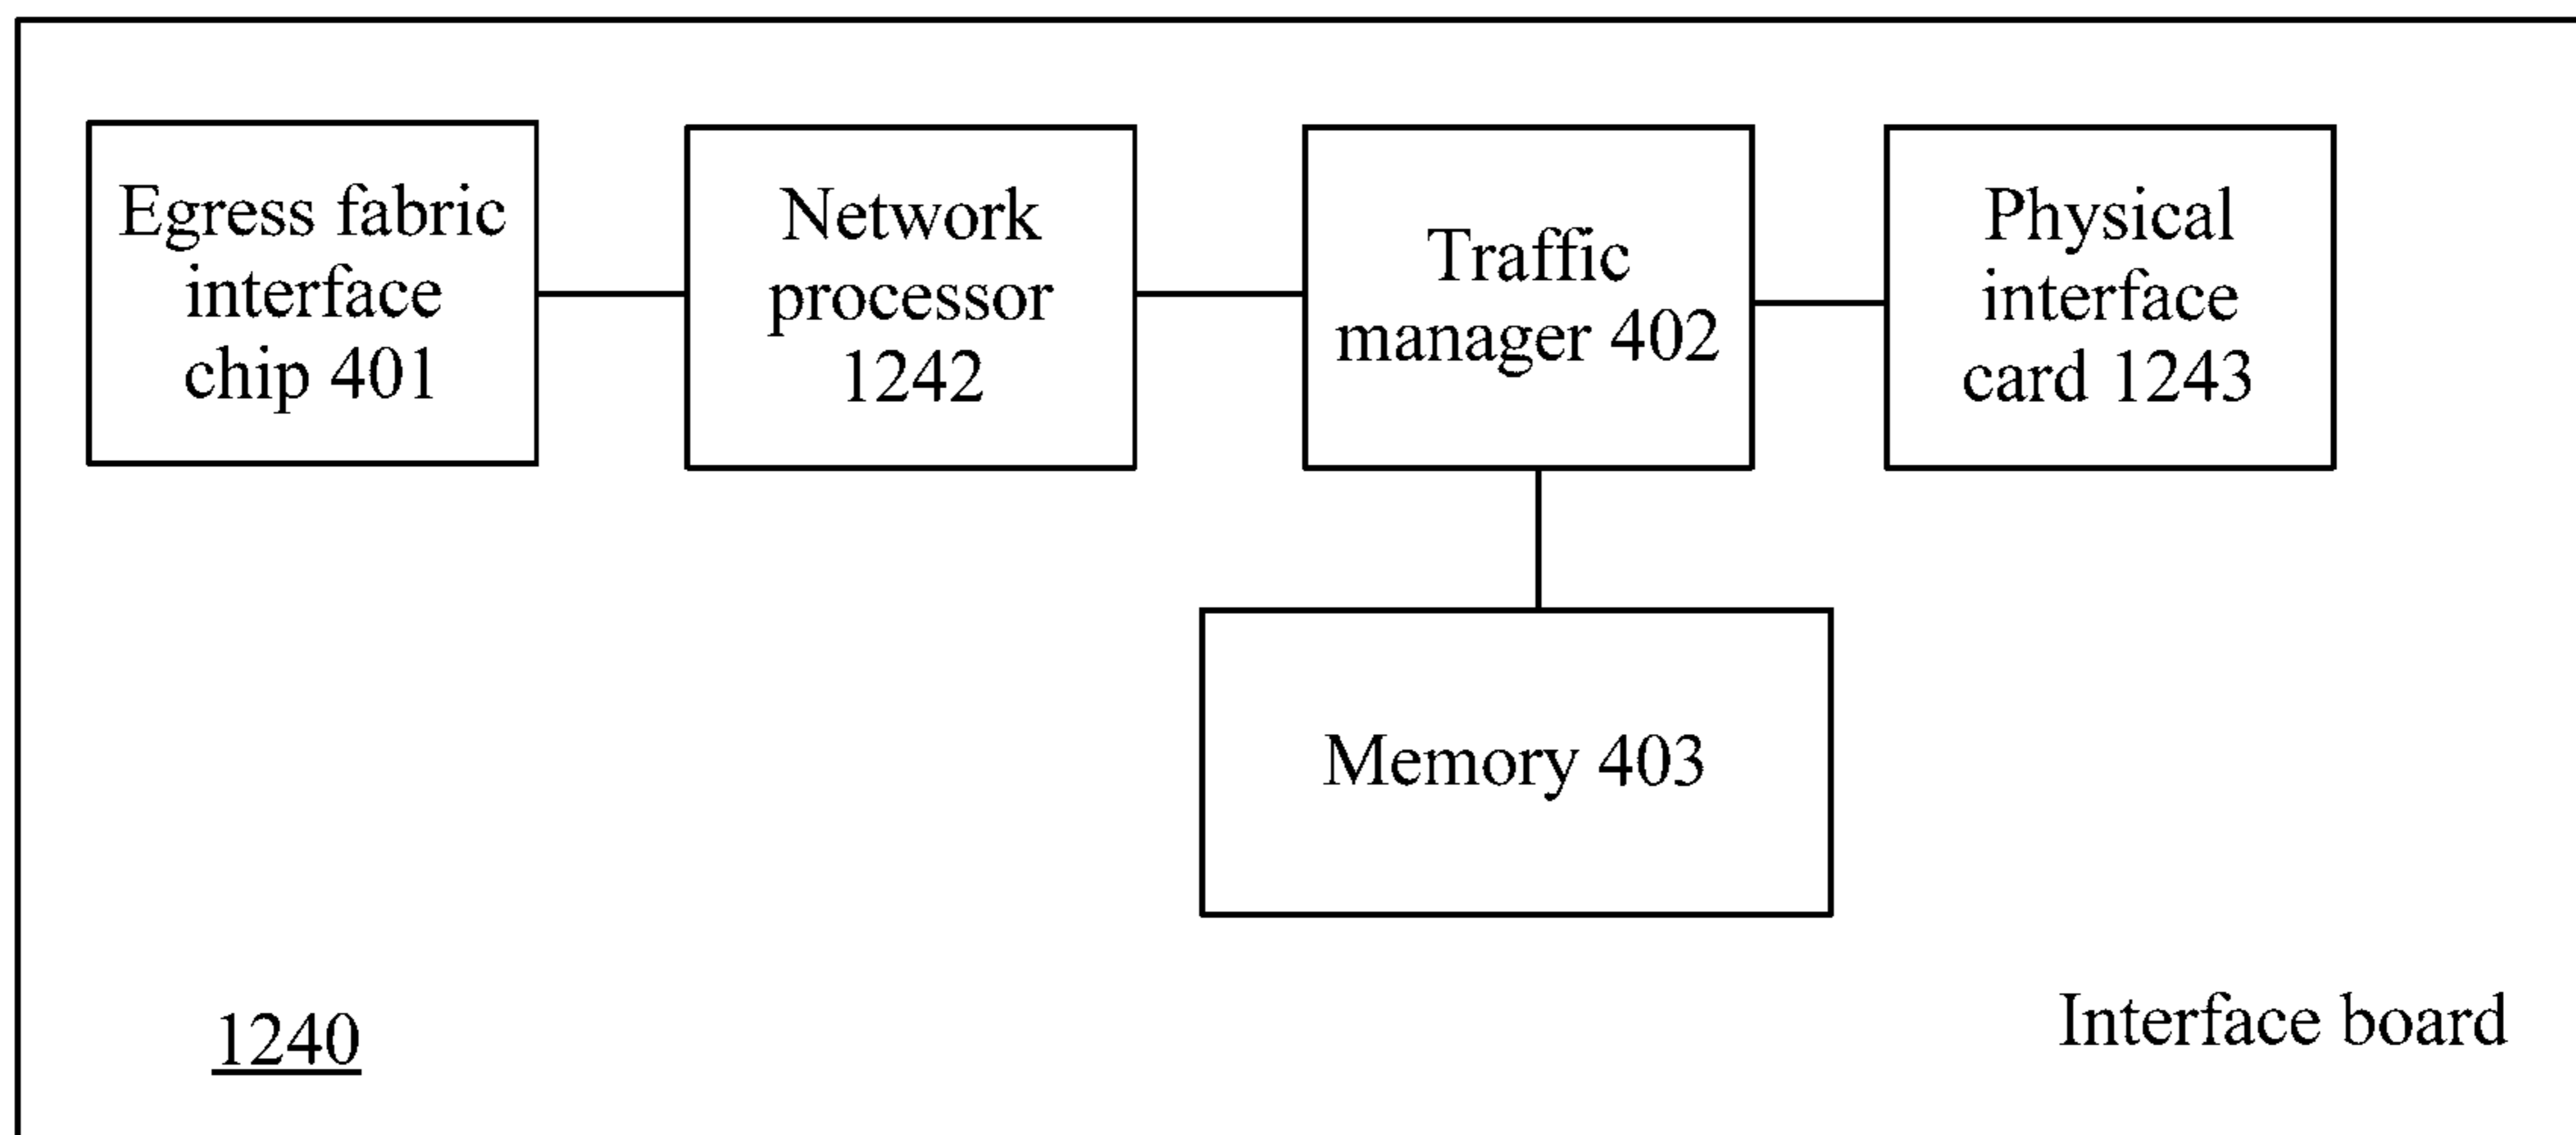 Egress fabric
interface
chip 401
Network
processor
1242
Traffic
manager 402
Physical
interface
card 1243
Memory 403
1240
Interface board